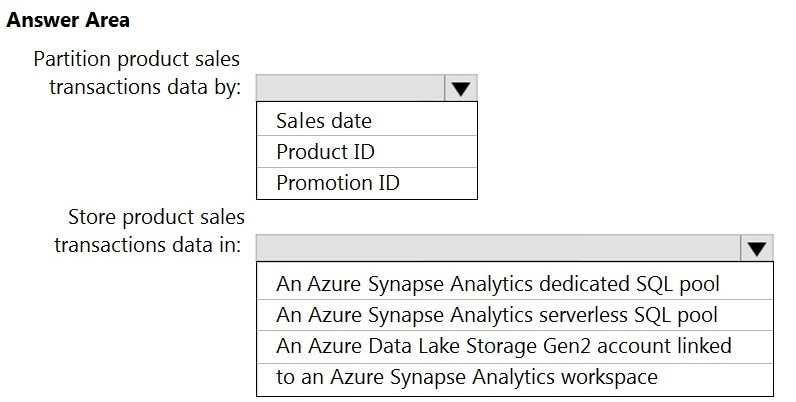 Answer Area
Partition product sales
transactions data by:
Sales date
Product ID
Promotion ID
Store product sales
transactions data in:
An Azure Synapse Analytics dedicated SQL pool
An Azure Synapse Analytics serverless SQL pool
An Azure Data Lake Storage Gen2 account linked
to an Azure Synapse Analytics workspace